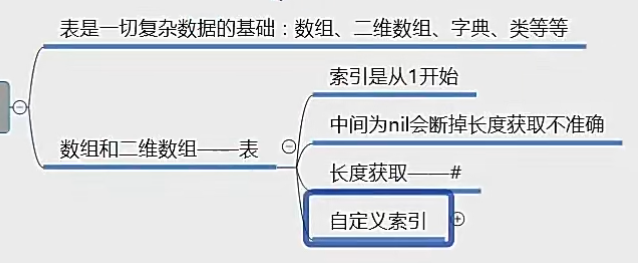 表是一切复杂数据的基础：数组、二维数组、字典、类等等
索引是从1开始
中间为nil会断掉长度获取不准确
数组和二维数组——表
长度获取——#
自定义索引